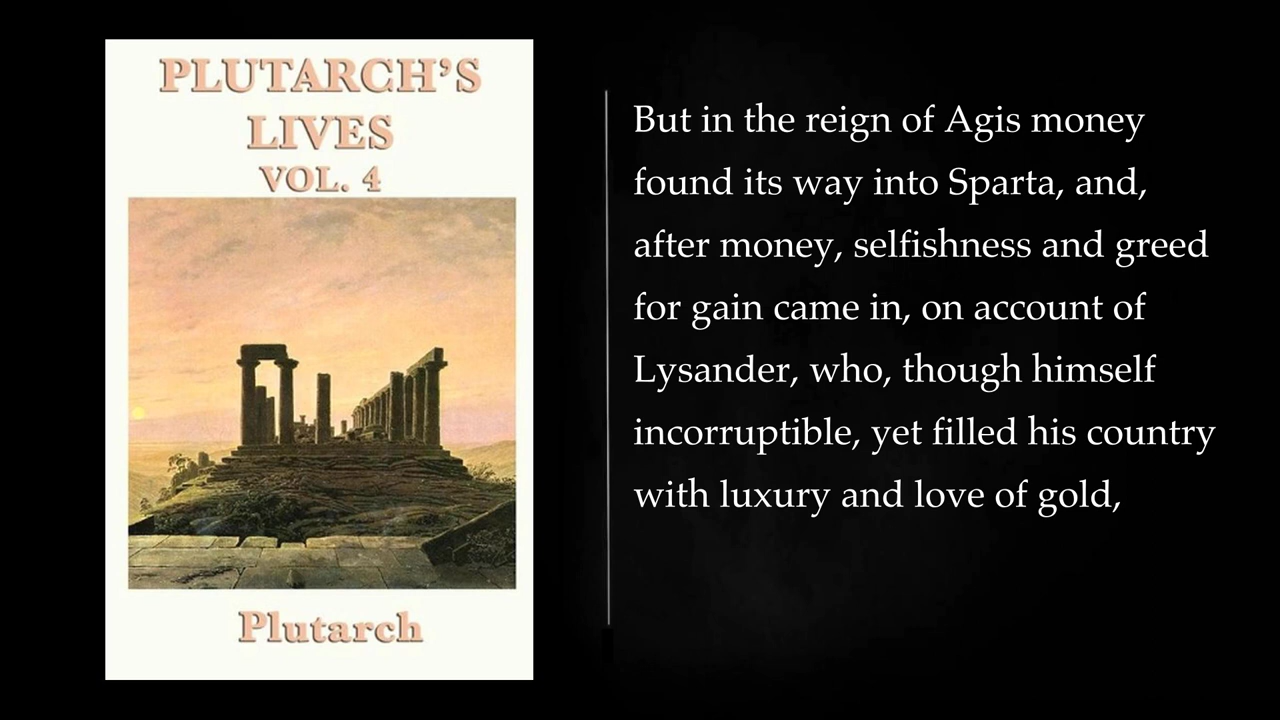 PLUTARCH'S
LIVES
VOL. 4
Plutarch
But in the reign of Agis money
found its way into Sparta, and,
after money, selfishness and greed
for gain came in, on account of
Lysander, who, though himself
incorruptible, yet filled his country
with luxury and love of gold,